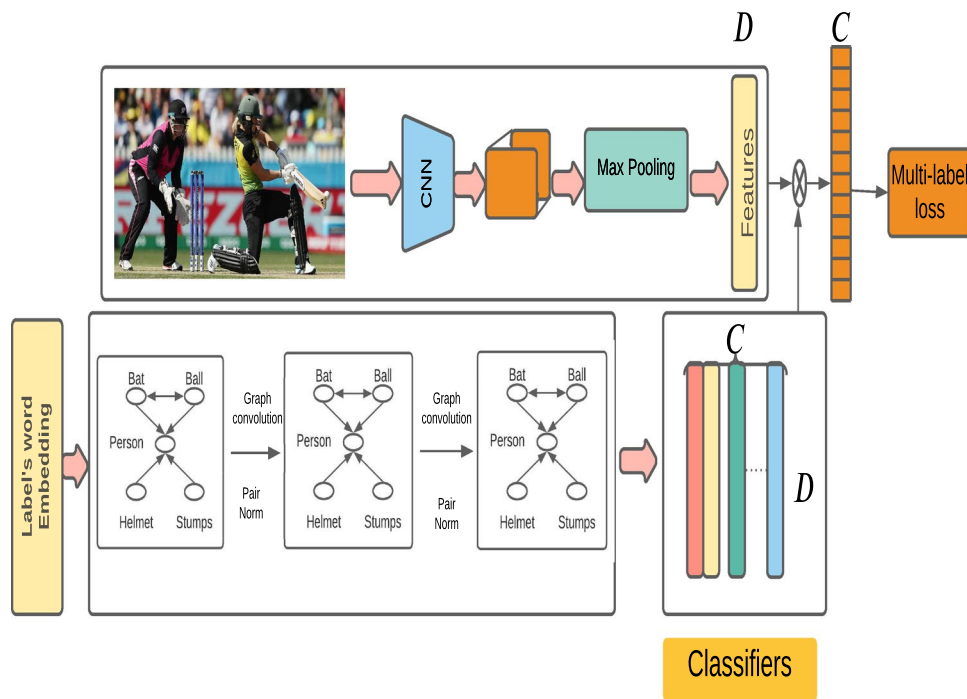 D
C
CNN
Max Pooling
Features
Multi-label
loss
Label's word
Embedding
Bat
Ball
Person
Helmet
Stumps
Graph
convolution
Pair
Norm
Bat
Ball
Person
Helmet
Stumps
Graph
convolution
Pair
Norm
Bat
Ball
Person
Helmet
Stumps
C
D
Classifiers